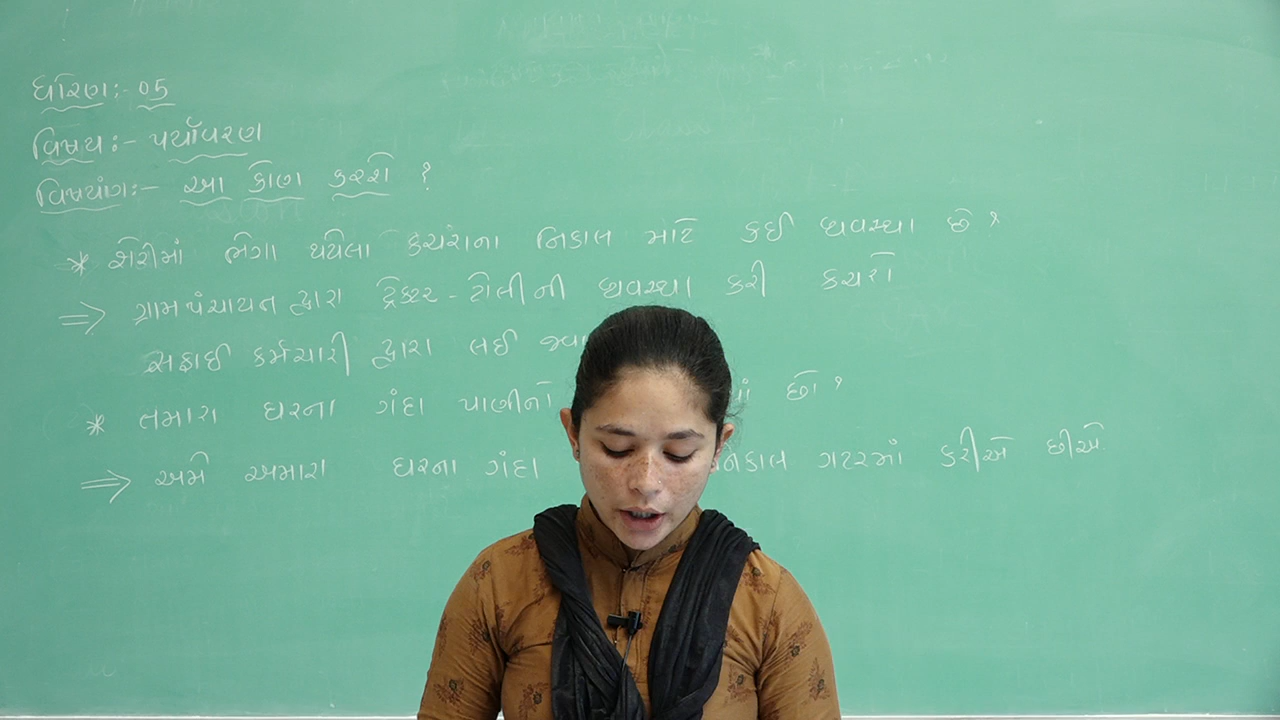 ધોરણ:- ૦૫
વિષય:- પર્યાવરણ
વિષયાંગ:- આ કોણ કરશે ?
* શેરીમાં ભેગા થયેલા કચરાના નિકાલ માટે કઈ વ્યવસ્થા છે ?
⇒ ગ્રામપંચાયત દ્વારા ટ્રેક્ટર - ટોલીની વ્યવસ્થા કરી કચરો
સફાઈ કર્મચારી દ્વારા લઈ
* તમારા ઘરના ગંદા પાણીનો છો ?
⇒ અમે અમારા ઘરના ગંદા નિકાલ ગટરમાં કરીએ છીએ.